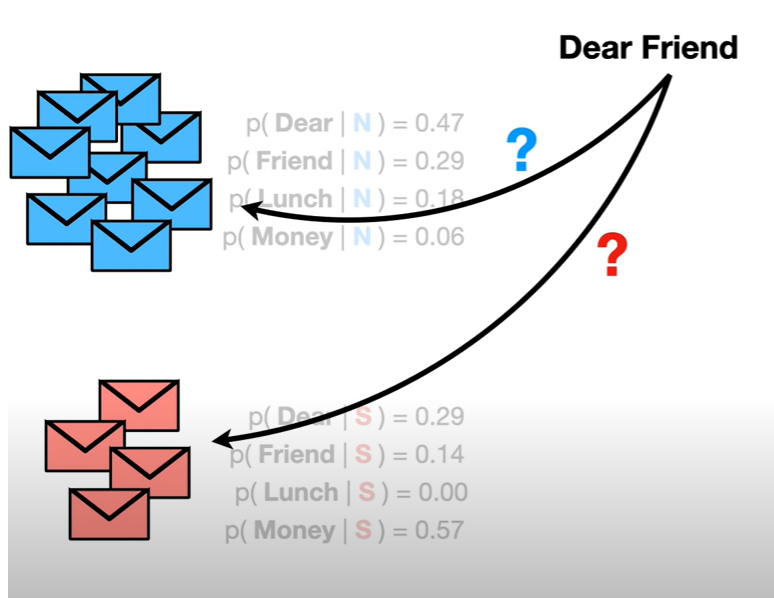 Dear Friend
p( Dear | N ) = 0.47
p( Friend | N ) = 0.29
p( Lunch | N ) = 0.18
p( Money | N ) = 0.06
?
?
p( Dear | S ) = 0.29
p( Friend | S ) = 0.14
p( Lunch | S ) = 0.00
p( Money | S ) = 0.57